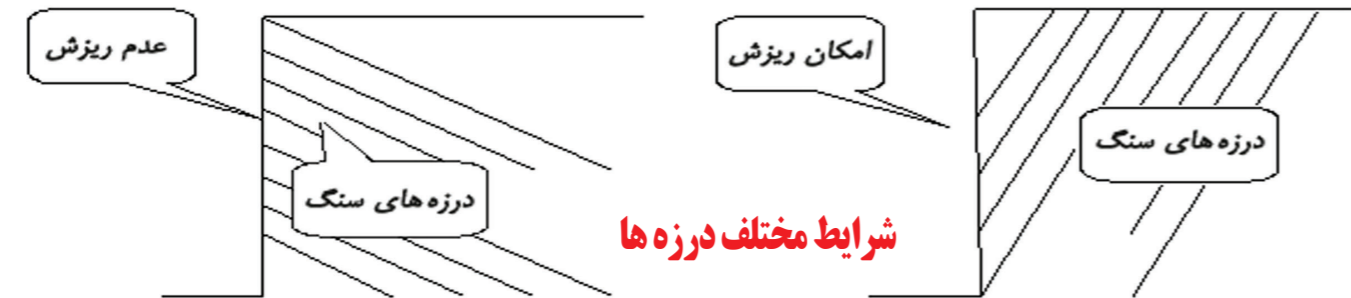 امکان ریزش
درزه های سنگ
عدم ریزش
درزه های سنگ
شرایط مختلف درزه ها